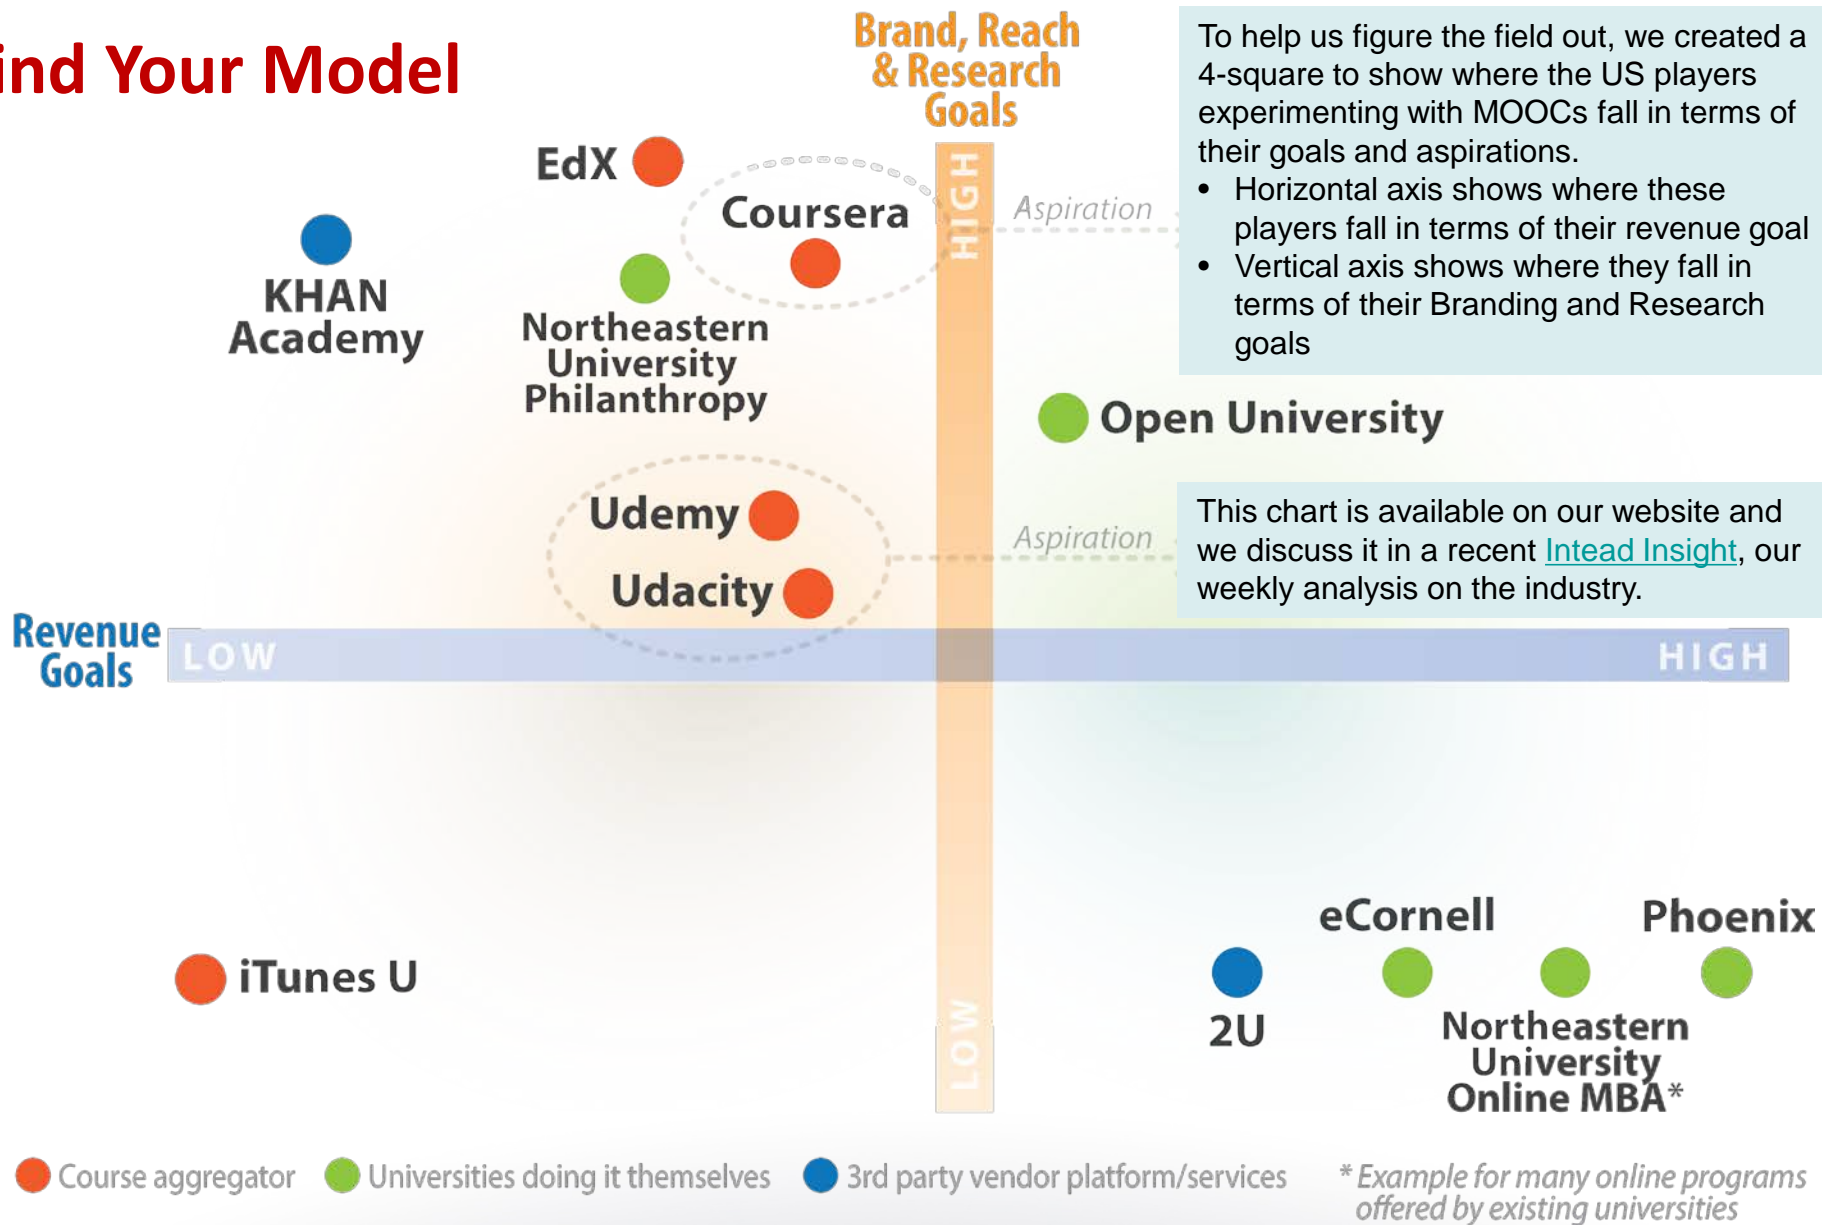 ind Your Model
Brand, Reach
& Research
Goals
To help us figure the field out, we created a
4-square to show where the US players
experimenting with MOOCs fall in terms of
their goals and aspirations.
• Horizontal axis shows where these
players fall in terms of their revenue goal
• Vertical axis shows where they fall in
terms of their Branding and Research
goals
HIGH
EdX
Coursera
Aspiration
KHAN
Academy
Northeastern
University
Philanthropy
Open University
Udemy
Udacity
Aspiration
This chart is available on our website and
we discuss it in a recent Intead Insight, our
weekly analysis on the industry.
Revenue
Goals
LOW
HIGH
iTunes U
LOW
2U
eCornell
Northeastern
University
Online MBA*
Phoenix
Course aggregator
Universities doing it themselves
3rd party vendor platform/services
* Example for many online programs
offered by existing universities